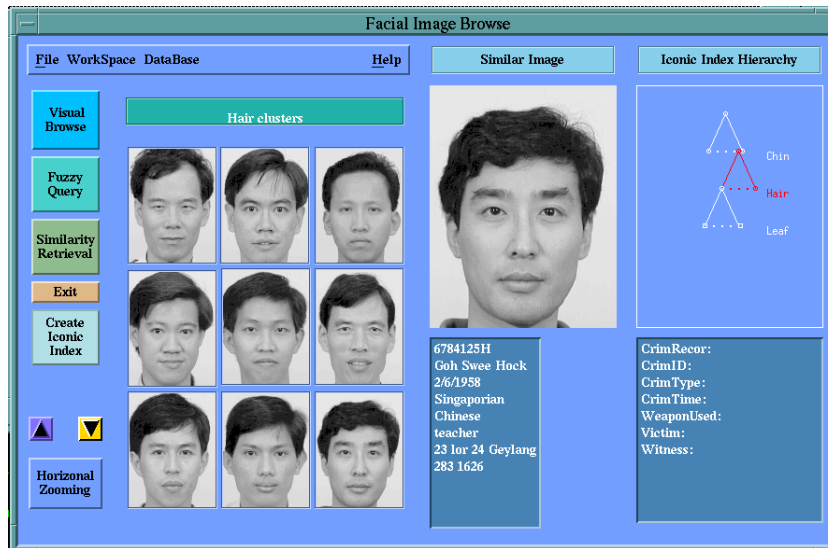 Facial Image Browse
File WorkSpace DataBase Help
Similar Image
Iconic Index Hierarchy
Visual
Browse
Fuzzy
Query
Similarity
Retrieval
Exit
Create
Iconic
Index
Horizonal
Zooming
Hair clusters
Chin
Hair
Leaf
6784125H
Goh Swee Hock
2/6/1958
Singaporian
Chinese
teacher
23 lor 24 Geylang
283 1626
CrimRecor:
CrimID:
CrimType:
CrimTime:
WeaponUsed:
Victim:
Witness: